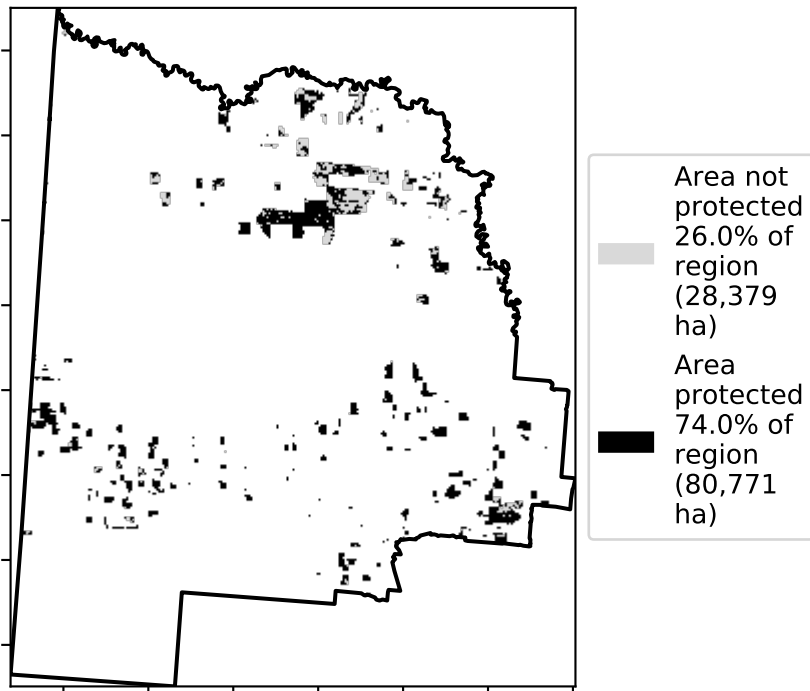 Area not
protected
26.0% of
region
(28,379
ha)
Area
protected
74.0% of
region
(80,771
ha)